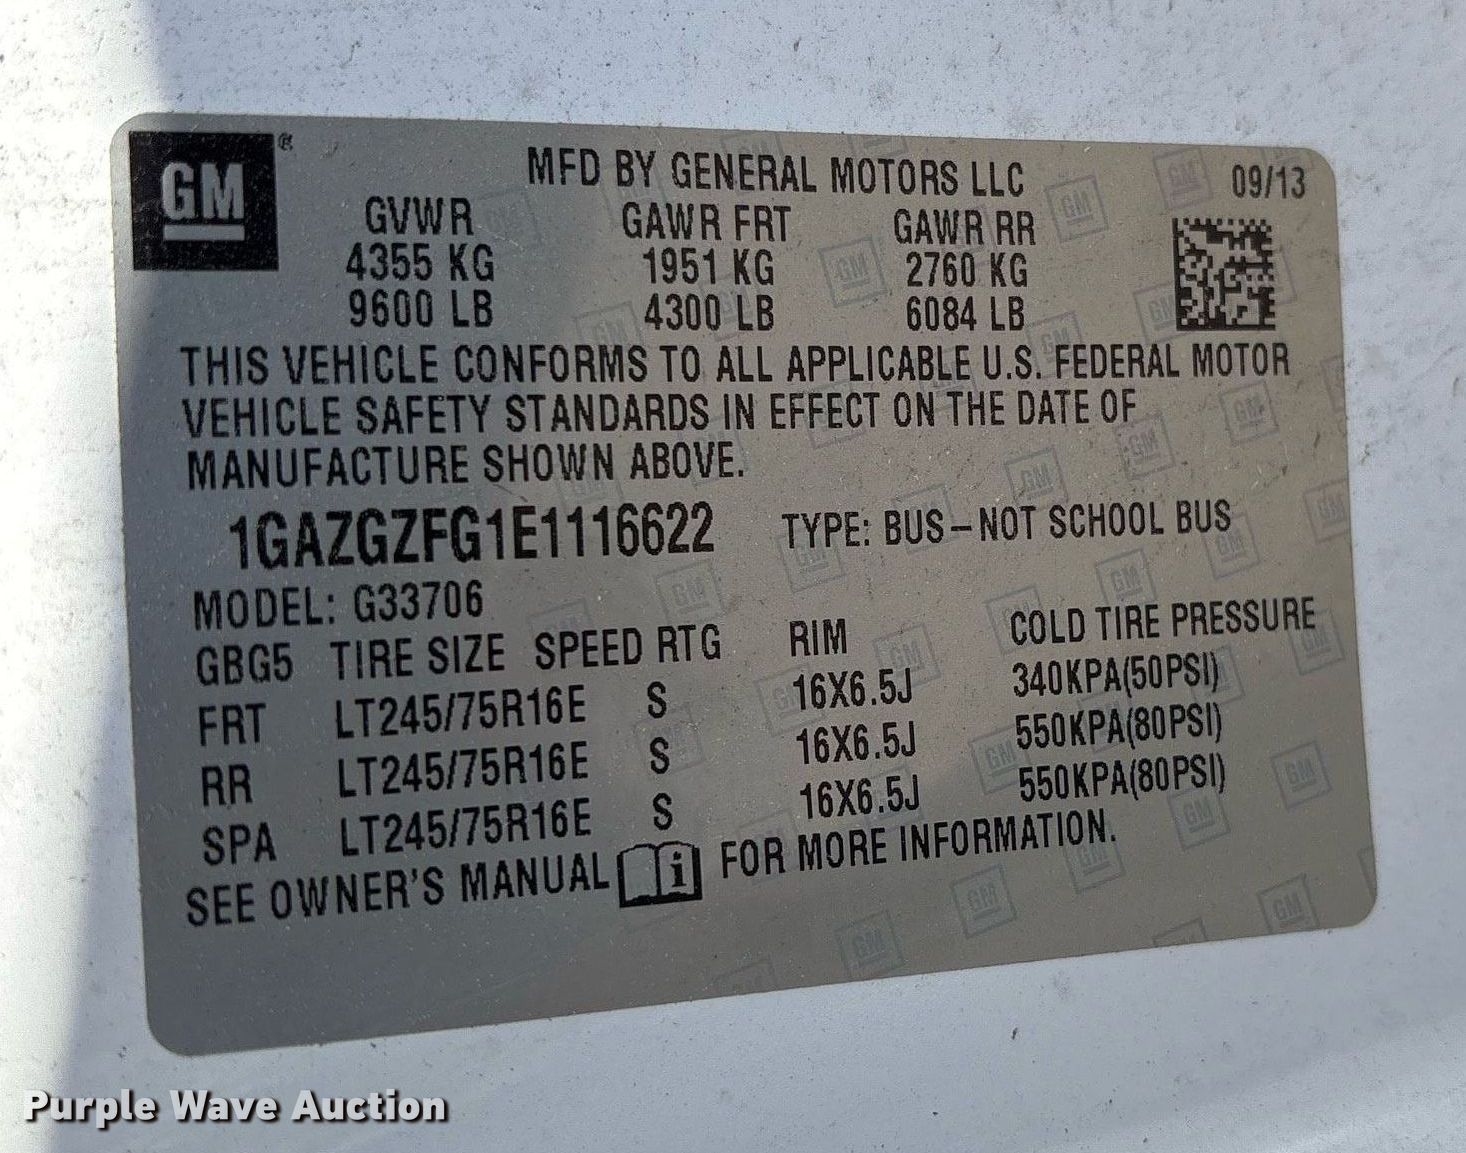 GM®
MFD BY GENERAL MOTORS LLC 09/13
GVWR GAWR FRT GAWR RR
4355 KG 1951 KG 2760 KG
9600 LB 4300 LB 6084 LB
THIS VEHICLE CONFORMS TO ALL APPLICABLE U.S. FEDERAL MOTOR
VEHICLE SAFETY STANDARDS IN EFFECT ON THE DATE OF
MANUFACTURE SHOWN ABOVE.
1GAZGZFG1E1116622 TYPE: BUS-NOT SCHOOL BUS
MODEL: G33706
GBG5 TIRE SIZE SPEED RTG RIM COLD TIRE PRESSURE
FRT LT245/75R16E S 16X6.5J 340KPA(50PSI)
RR LT245/75R16E S 16X6.5J 550KPA(80PSI)
SPA LT245/75R16E S 16X6.5J 550KPA(80PSI)
SEE OWNER'S MANUAL i FOR MORE INFORMATION.
Purple Wave Auction